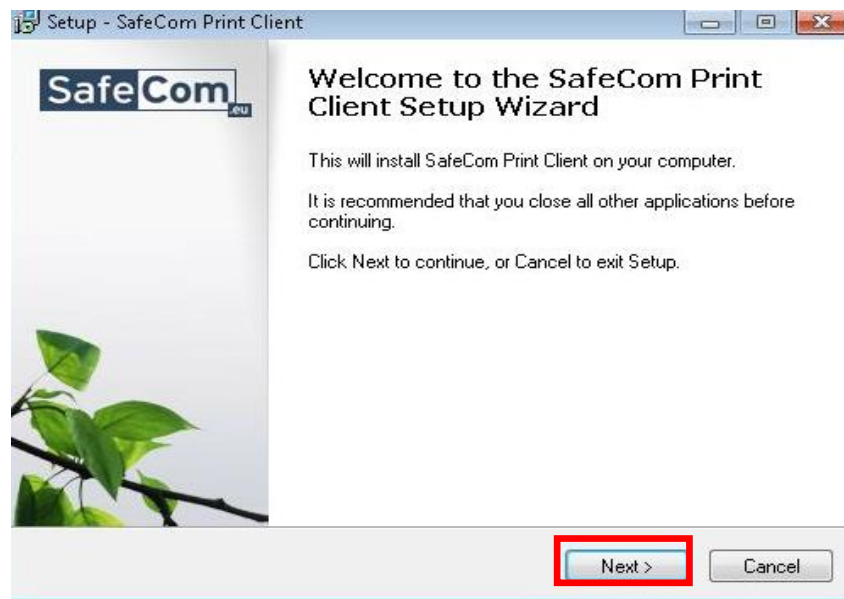 Setup - SafeCom Print Client
SafeCom
.eu
Welcome to the SafeCom Print
Client Setup Wizard
This will install SafeCom Print Client on your computer.
It is recommended that you close all other applications before
continuing.
Click Next to continue, or Cancel to exit Setup.
Next >
Cancel